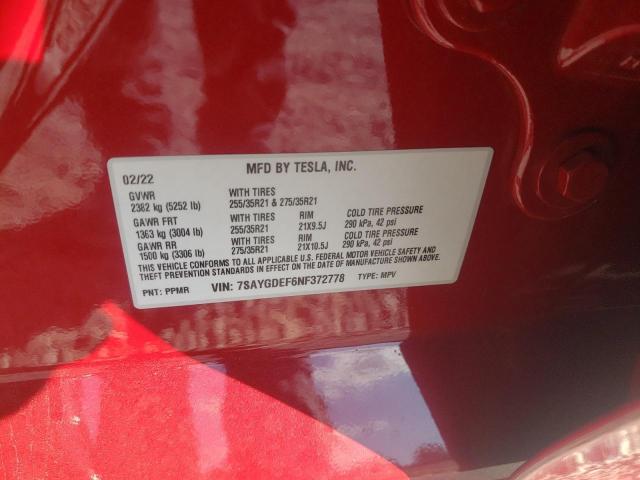 MFD BY TESLA, INC.
02/22
GVWR WITH TIRES
2382 kg (5252 lb) 255/35R21 & 275/35R21
GAWR FRT WITH TIRES RIM COLD TIRE PRESSURE
1363 kg (3004 lb) 255/35R21 21X9.5J 290 kPa, 42 psi
GAWR RR WITH TIRES RIM COLD TIRE PRESSURE
1500 kg (3306 lb) 275/35R21 21X10.5J 290 kPa, 42 psi
THIS VEHICLE CONFORMS TO ALL APPLICABLE U.S. FEDERAL MOTOR VEHICLE SAFETY AND
THEFT PREVENTION STANDARDS IN EFFECT ON THE DATE OF MANUFACTURE SHOWN ABOVE.
PNT: PPMR VIN: 7SAYGDEF6NF372778 TYPE: MPV